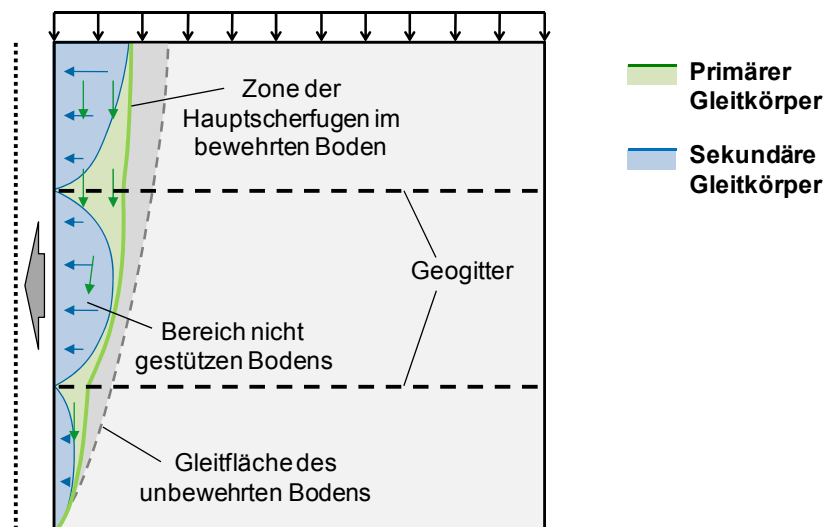 Zone der
Hauptscherfugen im
bewehrten Boden
Geogitter
Bereich nicht
gestützen Bodens
Gleitfläche des
unbewehrten Bodens
Primärer
Gleitkörper
Sekundäre
Gleitkörper